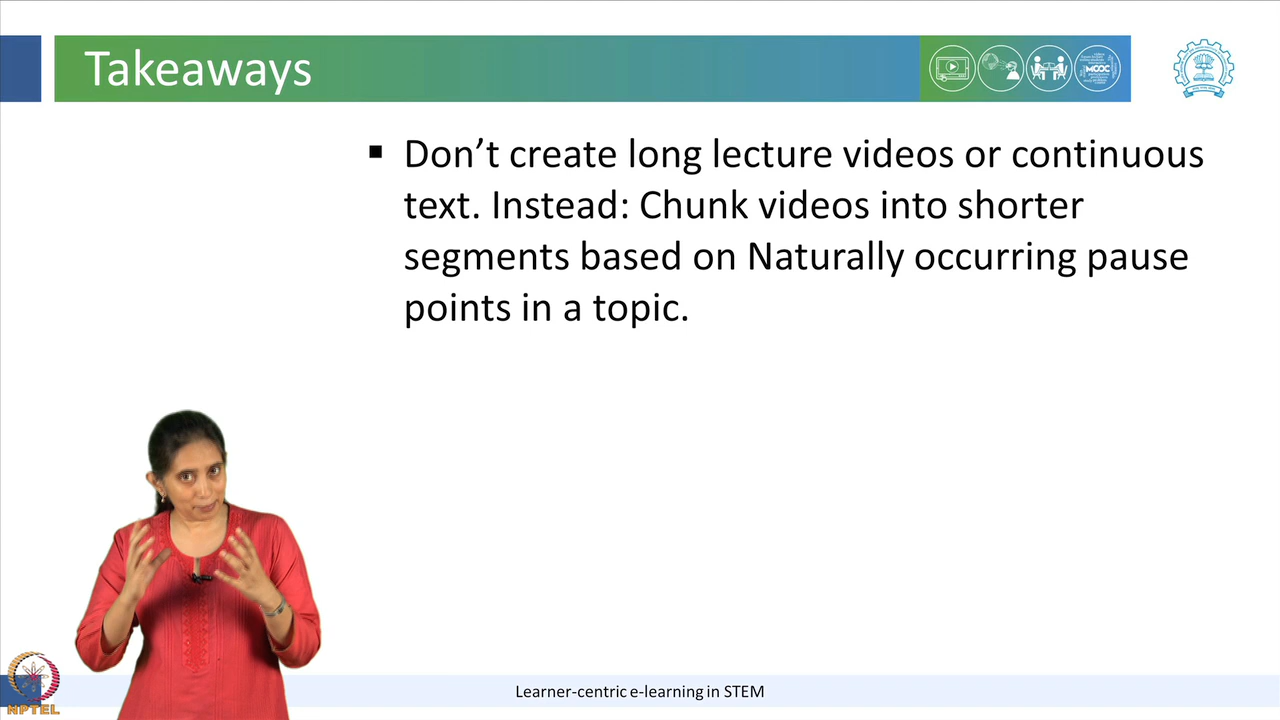 Takeaways
MOOC
▪ Don’t create long lecture videos or continuous
text. Instead: Chunk videos into shorter
segments based on Naturally occurring pause
points in a topic.
NPTEL
Learner-centric e-learning in STEM